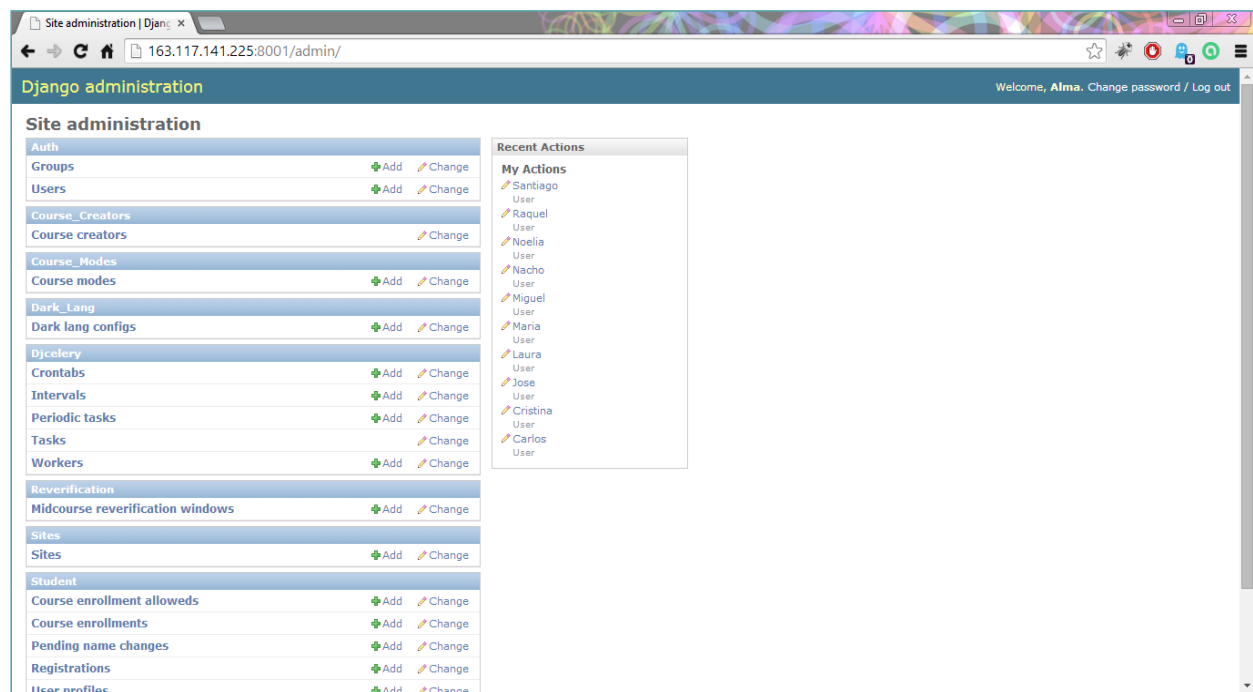 Site administration | Djang
163.117.141.225:8001/admin/
0
Django administration
Welcome, Alma. Change password / Log out
Site administration
Auth
Groups Add Change
Users Add Change
Course_Creators
Course creators Change
Course_Modes
Course modes Add Change
Dark_Lang
Dark lang configs Add Change
Djcelery
Crontabs Add Change
Intervals Add Change
Periodic tasks Add Change
Tasks Change
Workers Add Change
Reverification
Midcourse reverification windows Add Change
Sites
Sites Add Change
Student
Course enrollment alloweds Add Change
Course enrollments Add Change
Pending name changes Add Change
Registrations Add Change
User profiles Add Change
Recent Actions
My Actions
Santiago
User
Raquel
User
Noelia
User
Nacho
User
Miguel
User
Maria
User
Laura
User
Jose
User
Cristina
User
Carlos
User